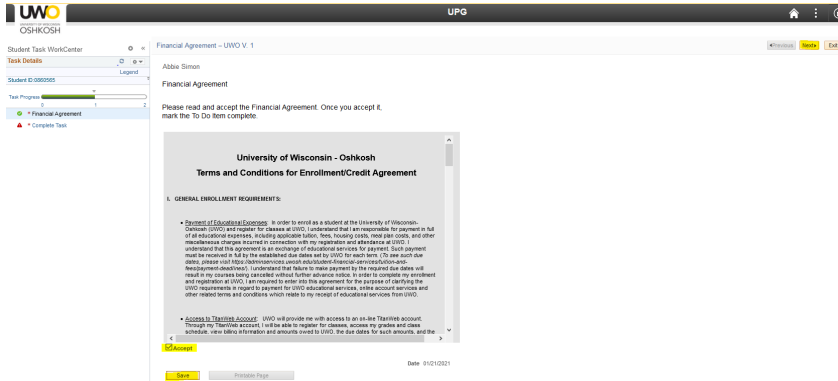 UWO
UNIVERSITY OF WISCONSIN
OSHKOSH
UPG
Student Task WorkCenter
Task Details
Legend
Student ID:0860565
Task Progress
0 1 2
* Financial Agreement
* Complete Task
Financial Agreement – UWO V. 1
Previous Next Exit
Abbie Simon
Financial Agreement
Please read and accept the Financial Agreement. Once you accept it,
mark the To Do Item complete.
University of Wisconsin - Oshkosh
Terms and Conditions for Enrollment/Credit Agreement
I. GENERAL ENROLLMENT REQUIREMENTS:
• Payment of Educational Expenses: In order to enroll as a student at the University of Wisconsin-
Oshkosh (UWO) and register for classes at UWO, I understand that I am responsible for payment in full
of all educational expenses, including applicable tuition, fees, housing costs, meal plan costs, and other
miscellaneous charges incurred in connection with my registration and attendance at UWO. I
understand that this agreement is an exchange of educational services for payment. Such payment
must be received in full by the established due dates set by UWO for each term. (To see such due
dates, please visit https://adminservices.uwosh.edu/student-financial-services/tuition-and-
fees/payment-deadlines/). I understand that failure to make payment by the required due dates will
result in my courses being cancelled without further advance notice. In order to complete my enrollment
and registration at UWO, I am required to enter into this agreement for the purpose of clarifying the
UWO requirements in regard to payment for UWO educational services, online account services and
other related terms and conditions which relate to my receipt of educational services from UWO.
• Access to TitanWeb Account: UWO will provide me with access to an on-line TitanWeb account.
Through my TitanWeb account, I will be able to register for classes, access my grades and class
schedule, view billing information and amounts owed to UWO, the due dates for such amounts, and the
Accept
Date 01/21/2021
Save Printable Page